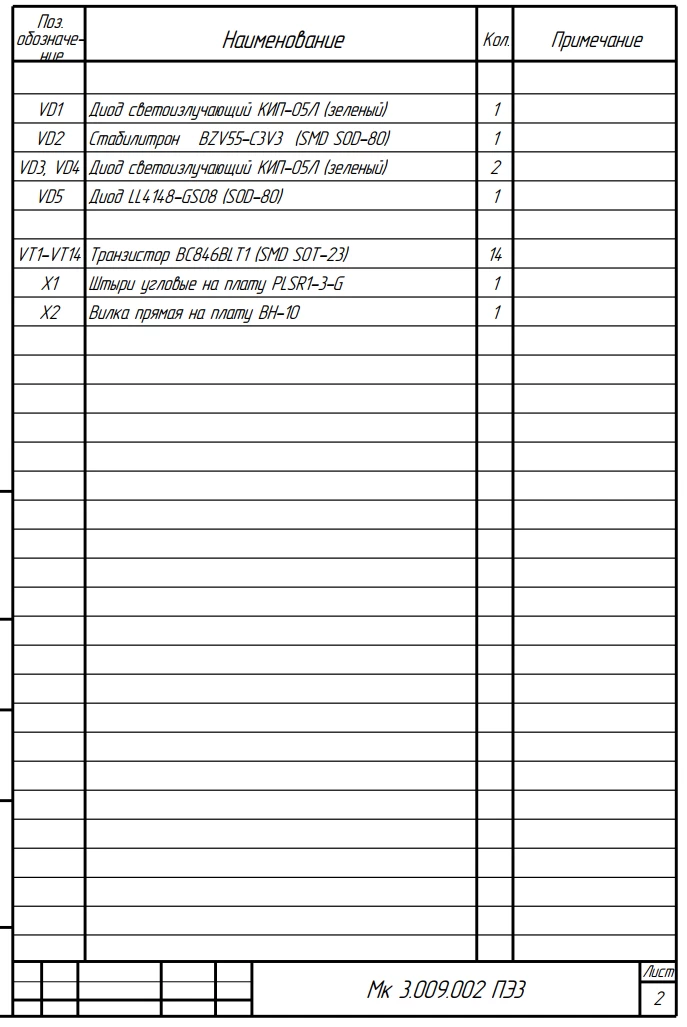 Поз. обозначе-ние Наименование Кол. Примечание
VD1 Диод светоизлучающий КИП-05Л (зеленый) 1
VD2 Стабилитрон BZV55-C3V3 (SMD SOD-80) 1
VD3, VD4 Диод светоизлучающий КИП-05Л (зеленый) 2
VD5 Диод LL4148-GS08 (SOD-80) 1
VT1-VT14 Транзистор BC846BLT1 (SMD SOT-23) 14
X1 Штыри угловые на плату PLSR1-3-G 1
X2 Вилка прямая на плату BH-10 1
Мк 3.009.002 ПЭ3
Лист
2